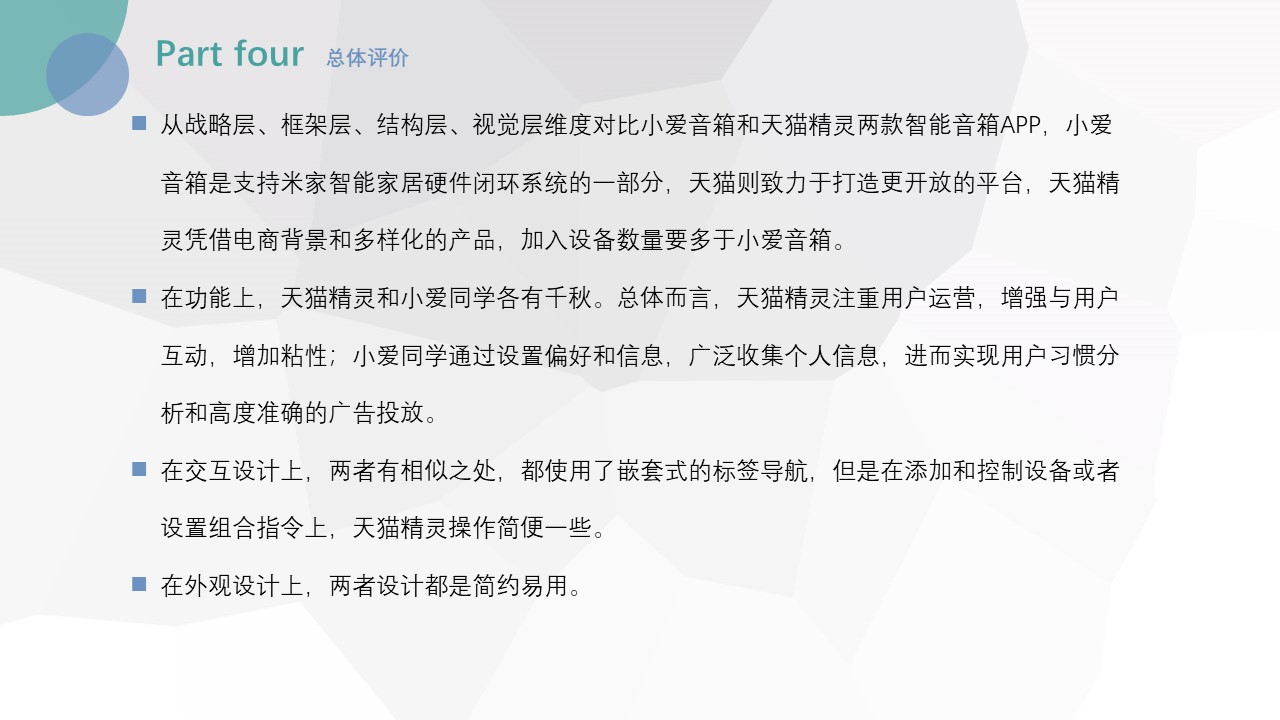 Part four 总体评价
■ 从战略层、框架层、结构层、视觉层维度对比小爱音箱和天猫精灵两款智能音箱APP，小爱
音箱是支持米家智能家居硬件闭环系统的一部分，天猫则致力于打造更开放的平台，天猫精
灵凭借电商背景和多样化的产品，加入设备数量要多于小爱音箱。
■ 在功能上，天猫精灵和小爱同学各有千秋。总体而言，天猫精灵注重用户运营，增强与用户
互动，增加粘性；小爱同学通过设置偏好和信息，广泛收集个人信息，进而实现用户习惯分
析和高度准确的广告投放。
■ 在交互设计上，两者有相似之处，都使用了嵌套式的标签导航，但是在添加和控制设备或者
设置组合指令上，天猫精灵操作简便一些。
■ 在外观设计上，两者设计都是简约易用。